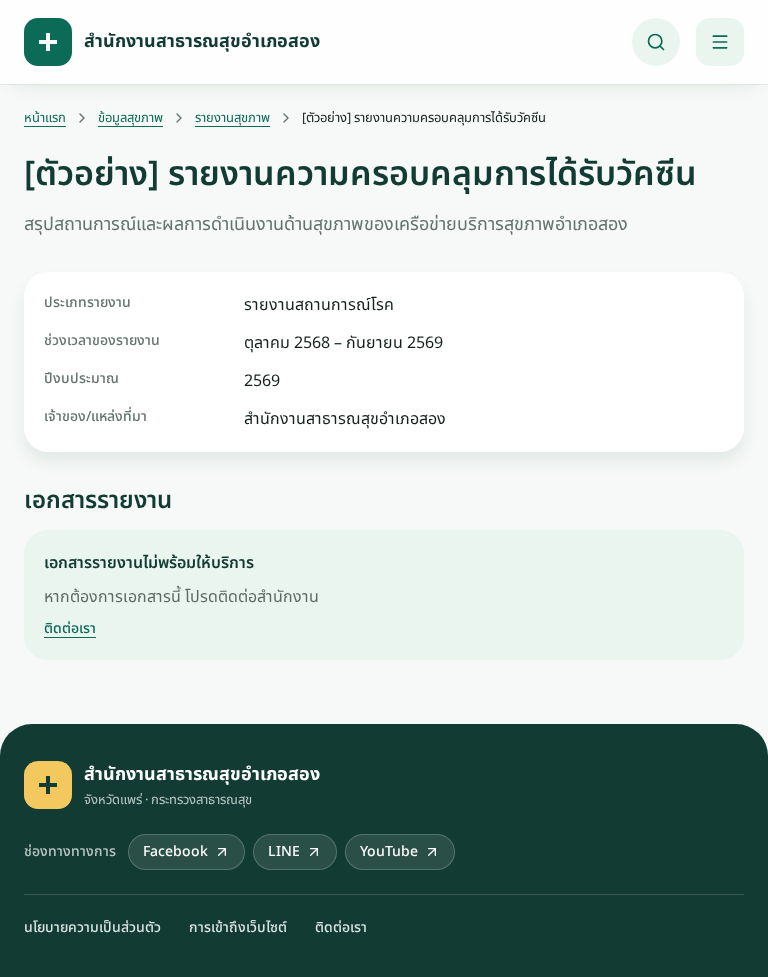 สำนักงานสาธารณสุขอำเภอสอง
หน้าแรก
ข้อมูลสุขภาพ
รายงานสุขภาพ
[ตัวอย่าง] รายงานความครอบคลุมการได้รับวัคซีน
[ตัวอย่าง] รายงานความครอบคลุมการได้รับวัคซีน
สรุปสถานการณ์และผลการดำเนินงานด้านสุขภาพของเครือข่ายบริการสุขภาพอำเภอสอง
ประเภทรายงาน
รายงานสถานการณ์โรค
ช่วงเวลาของรายงาน
ตุลาคม 2568 – กันยายน 2569
ปีงบประมาณ
2569
เจ้าของ/แหล่งที่มา
สำนักงานสาธารณสุขอำเภอสอง
เอกสารรายงาน
เอกสารรายงานไม่พร้อมให้บริการ
หากต้องการเอกสารนี้ โปรดติดต่อสำนักงาน
ติดต่อเรา
สำนักงานสาธารณสุขอำเภอสอง
จังหวัดแพร่ · กระทรวงสาธารณสุข
ช่องทางทางการ
Facebook
LINE
YouTube
นโยบายความเป็นส่วนตัว
การเข้าถึงเว็บไซต์
ติดต่อเรา